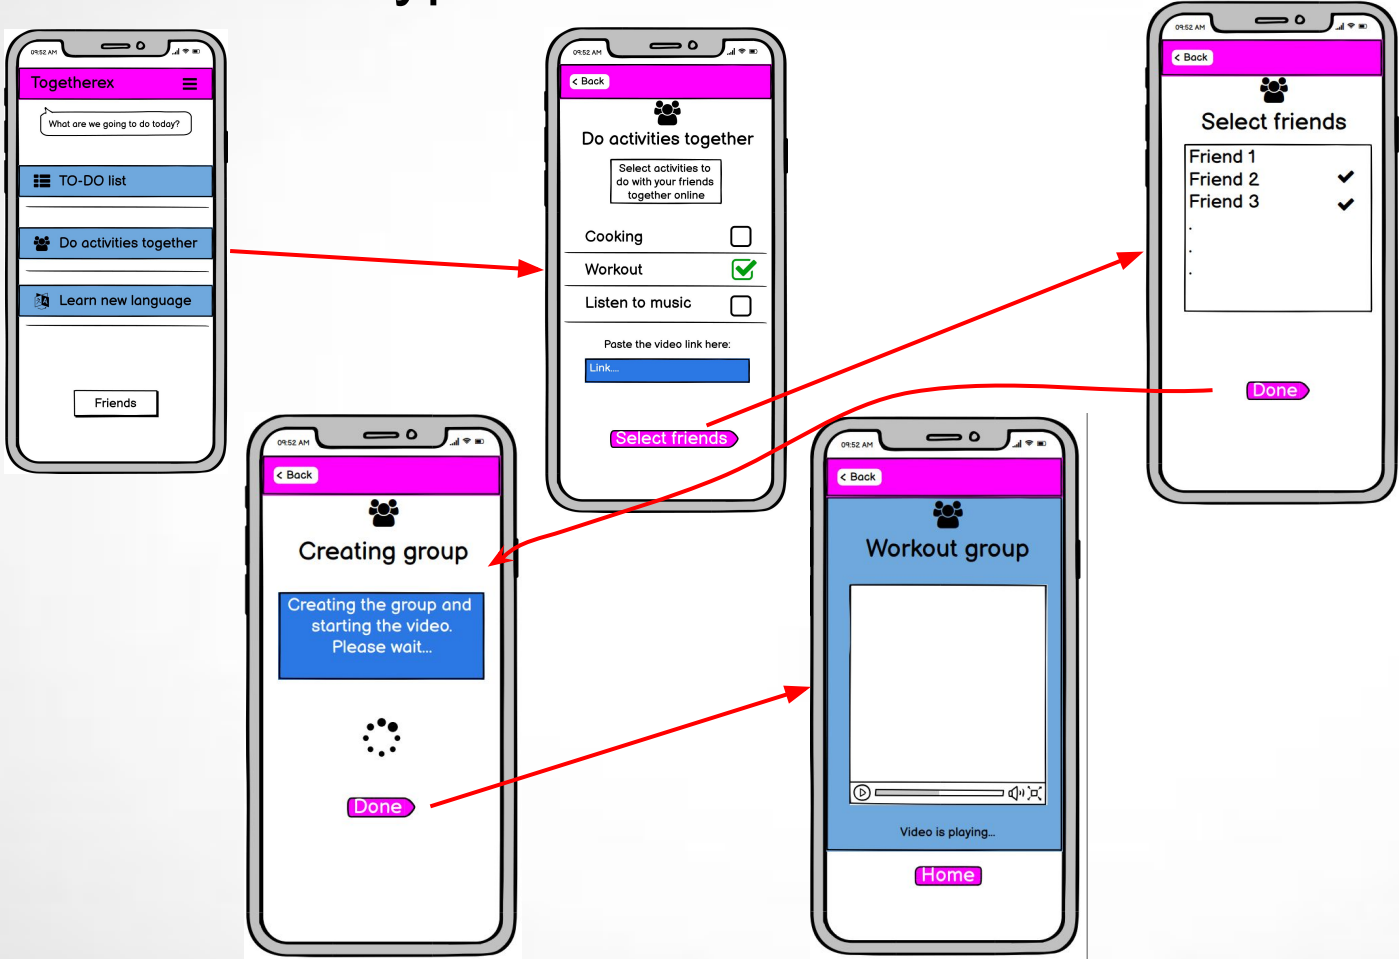 09:52 AM
Togetherex
What are we going to do today?
TO-DO list
Do activities together
Learn new language
Friends
09:52 AM
< Back
Do activities together
Select activities to
do with your friends
together online
Cooking
Workout
Listen to music
Paste the video link here:
Link....
Select friends
09:52 AM
< Back
Select friends
Friend 1
Friend 2
Friend 3
.
.
.
Done
09:52 AM
< Back
Creating group
Creating the group and
starting the video.
Please wait...
Done
09:52 AM
< Back
Workout group
Video is playing...
Home